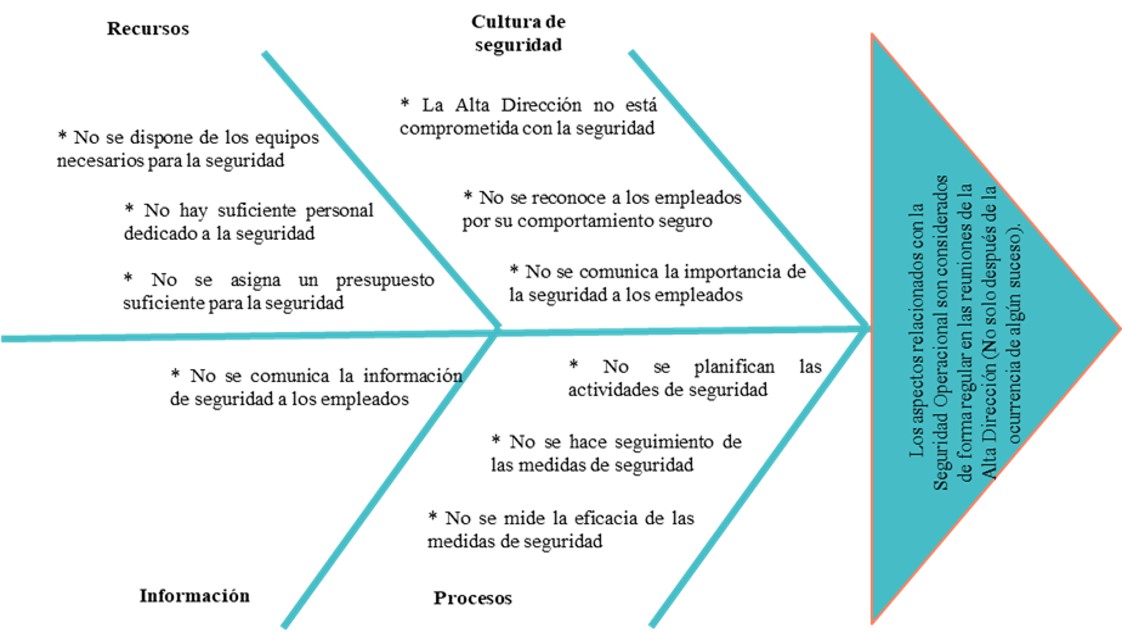 Recursos
* No se dispone de los equipos
necesarios para la seguridad
* No hay suficiente personal
dedicado a la seguridad
* No se asigna un presupuesto
suficiente para la seguridad
Cultura de
seguridad
* La Alta Dirección no está
comprometida con la seguridad
* No se reconoce a los empleados
por su comportamiento seguro
* No se comunica la importancia de
la seguridad a los empleados
* No se comunica la información
de seguridad a los empleados
Información
* No se planifican las
actividades de seguridad
* No se hace seguimiento de
las medidas de seguridad
* No se mide la eficacia de las
medidas de seguridad
Procesos
Los aspectos relacionados con la
Seguridad Operacional son considerados
de forma regular en las reuniones de la
Alta Dirección (No solo después de la
ocurrencia de algún suceso).